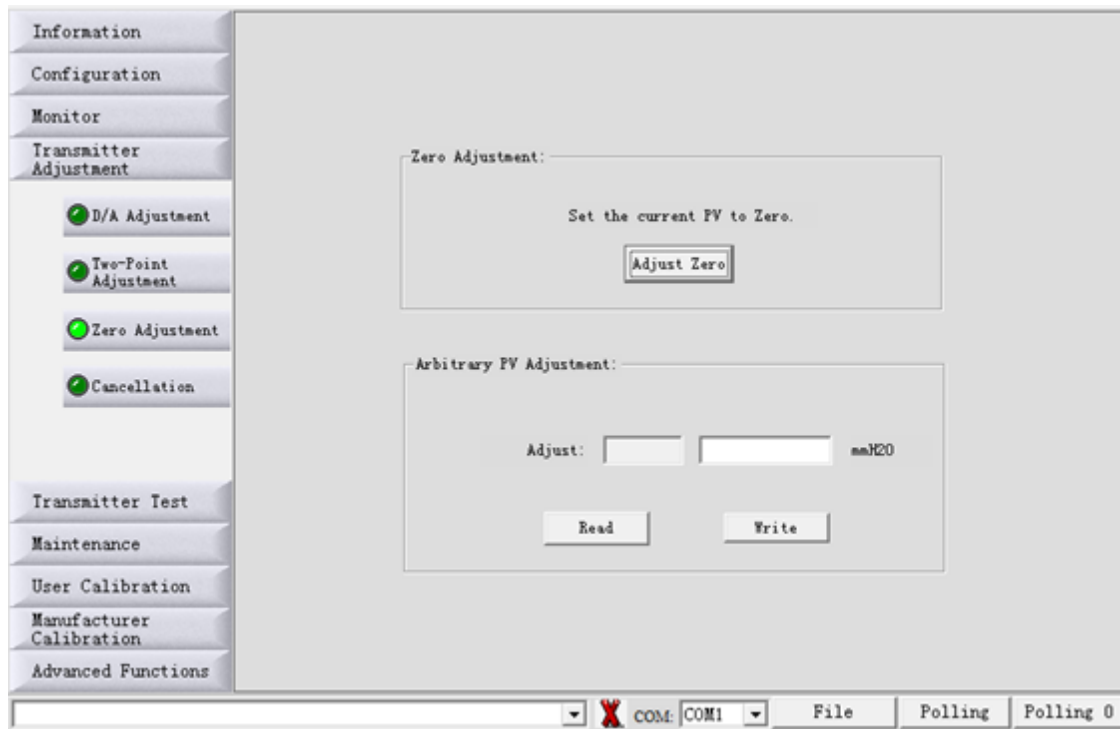 Information
Configuration
Monitor
Transmitter
Adjustment
D/A Adjustment
Two-Point
Adjustment
Zero Adjustment
Cancellation
Transmitter Test
Maintenance
User Calibration
Manufacturer
Calibration
Advanced Functions
Zero Adjustment:
Set the current PV to Zero.
Adjust Zero
Arbitrary PV Adjustment:
Adjust: mmH2O
Read Write
COM: COM1 File Polling Polling 0